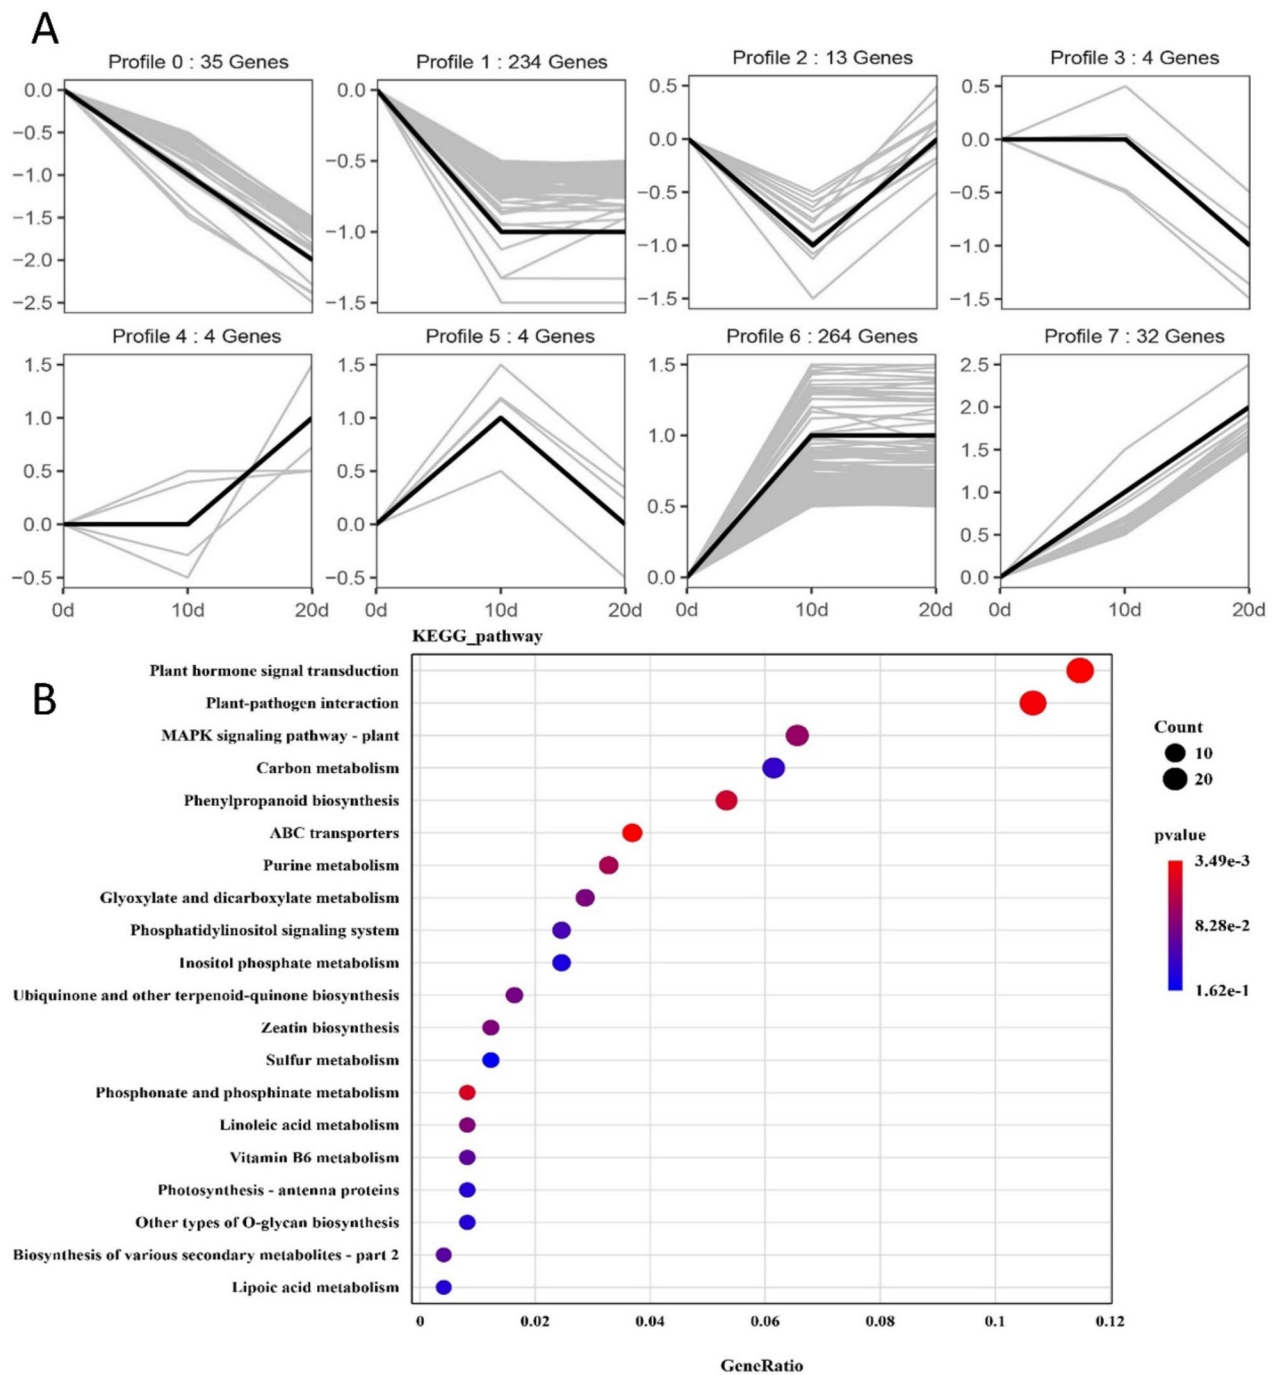 A
Profile 0 : 35 Genes
Profile 1 : 234 Genes
Profile 2 : 13 Genes
Profile 3 : 4 Genes
0.0
−0.5
−1.0
−1.5
−2.0
−2.5
0.0
−0.5
−1.0
−1.5
0.5
0.0
−0.5
−1.0
−1.5
0.5
0.0
−0.5
−1.0
−1.5
Profile 4 : 4 Genes
Profile 5 : 4 Genes
Profile 6 : 264 Genes
Profile 7 : 32 Genes
1.5
1.0
0.5
0.0
−0.5
1.5
1.0
0.5
0.0
−0.5
1.5
1.0
0.5
0.0
2.5
2.0
1.5
1.0
0.5
0.0
0d 10d 20d
0d 10d 20d
0d 10d 20d
0d 10d 20d
KEGG_pathway
B
Plant hormone signal transduction
Plant-pathogen interaction
MAPK signaling pathway - plant
Carbon metabolism
Phenylpropanoid biosynthesis
ABC transporters
Purine metabolism
Glyoxylate and dicarboxylate metabolism
Phosphatidylinositol signaling system
Inositol phosphate metabolism
Ubiquinone and other terpenoid-quinone biosynthesis
Zeatin biosynthesis
Sulfur metabolism
Phosphonate and phosphinate metabolism
Linoleic acid metabolism
Vitamin B6 metabolism
Photosynthesis - antenna proteins
Other types of O-glycan biosynthesis
Biosynthesis of various secondary metabolites - part 2
Lipoic acid metabolism
0 0.02 0.04 0.06 0.08 0.1 0.12
GeneRatio
Count
10
20
pvalue
3.49e-3
8.28e-2
1.62e-1